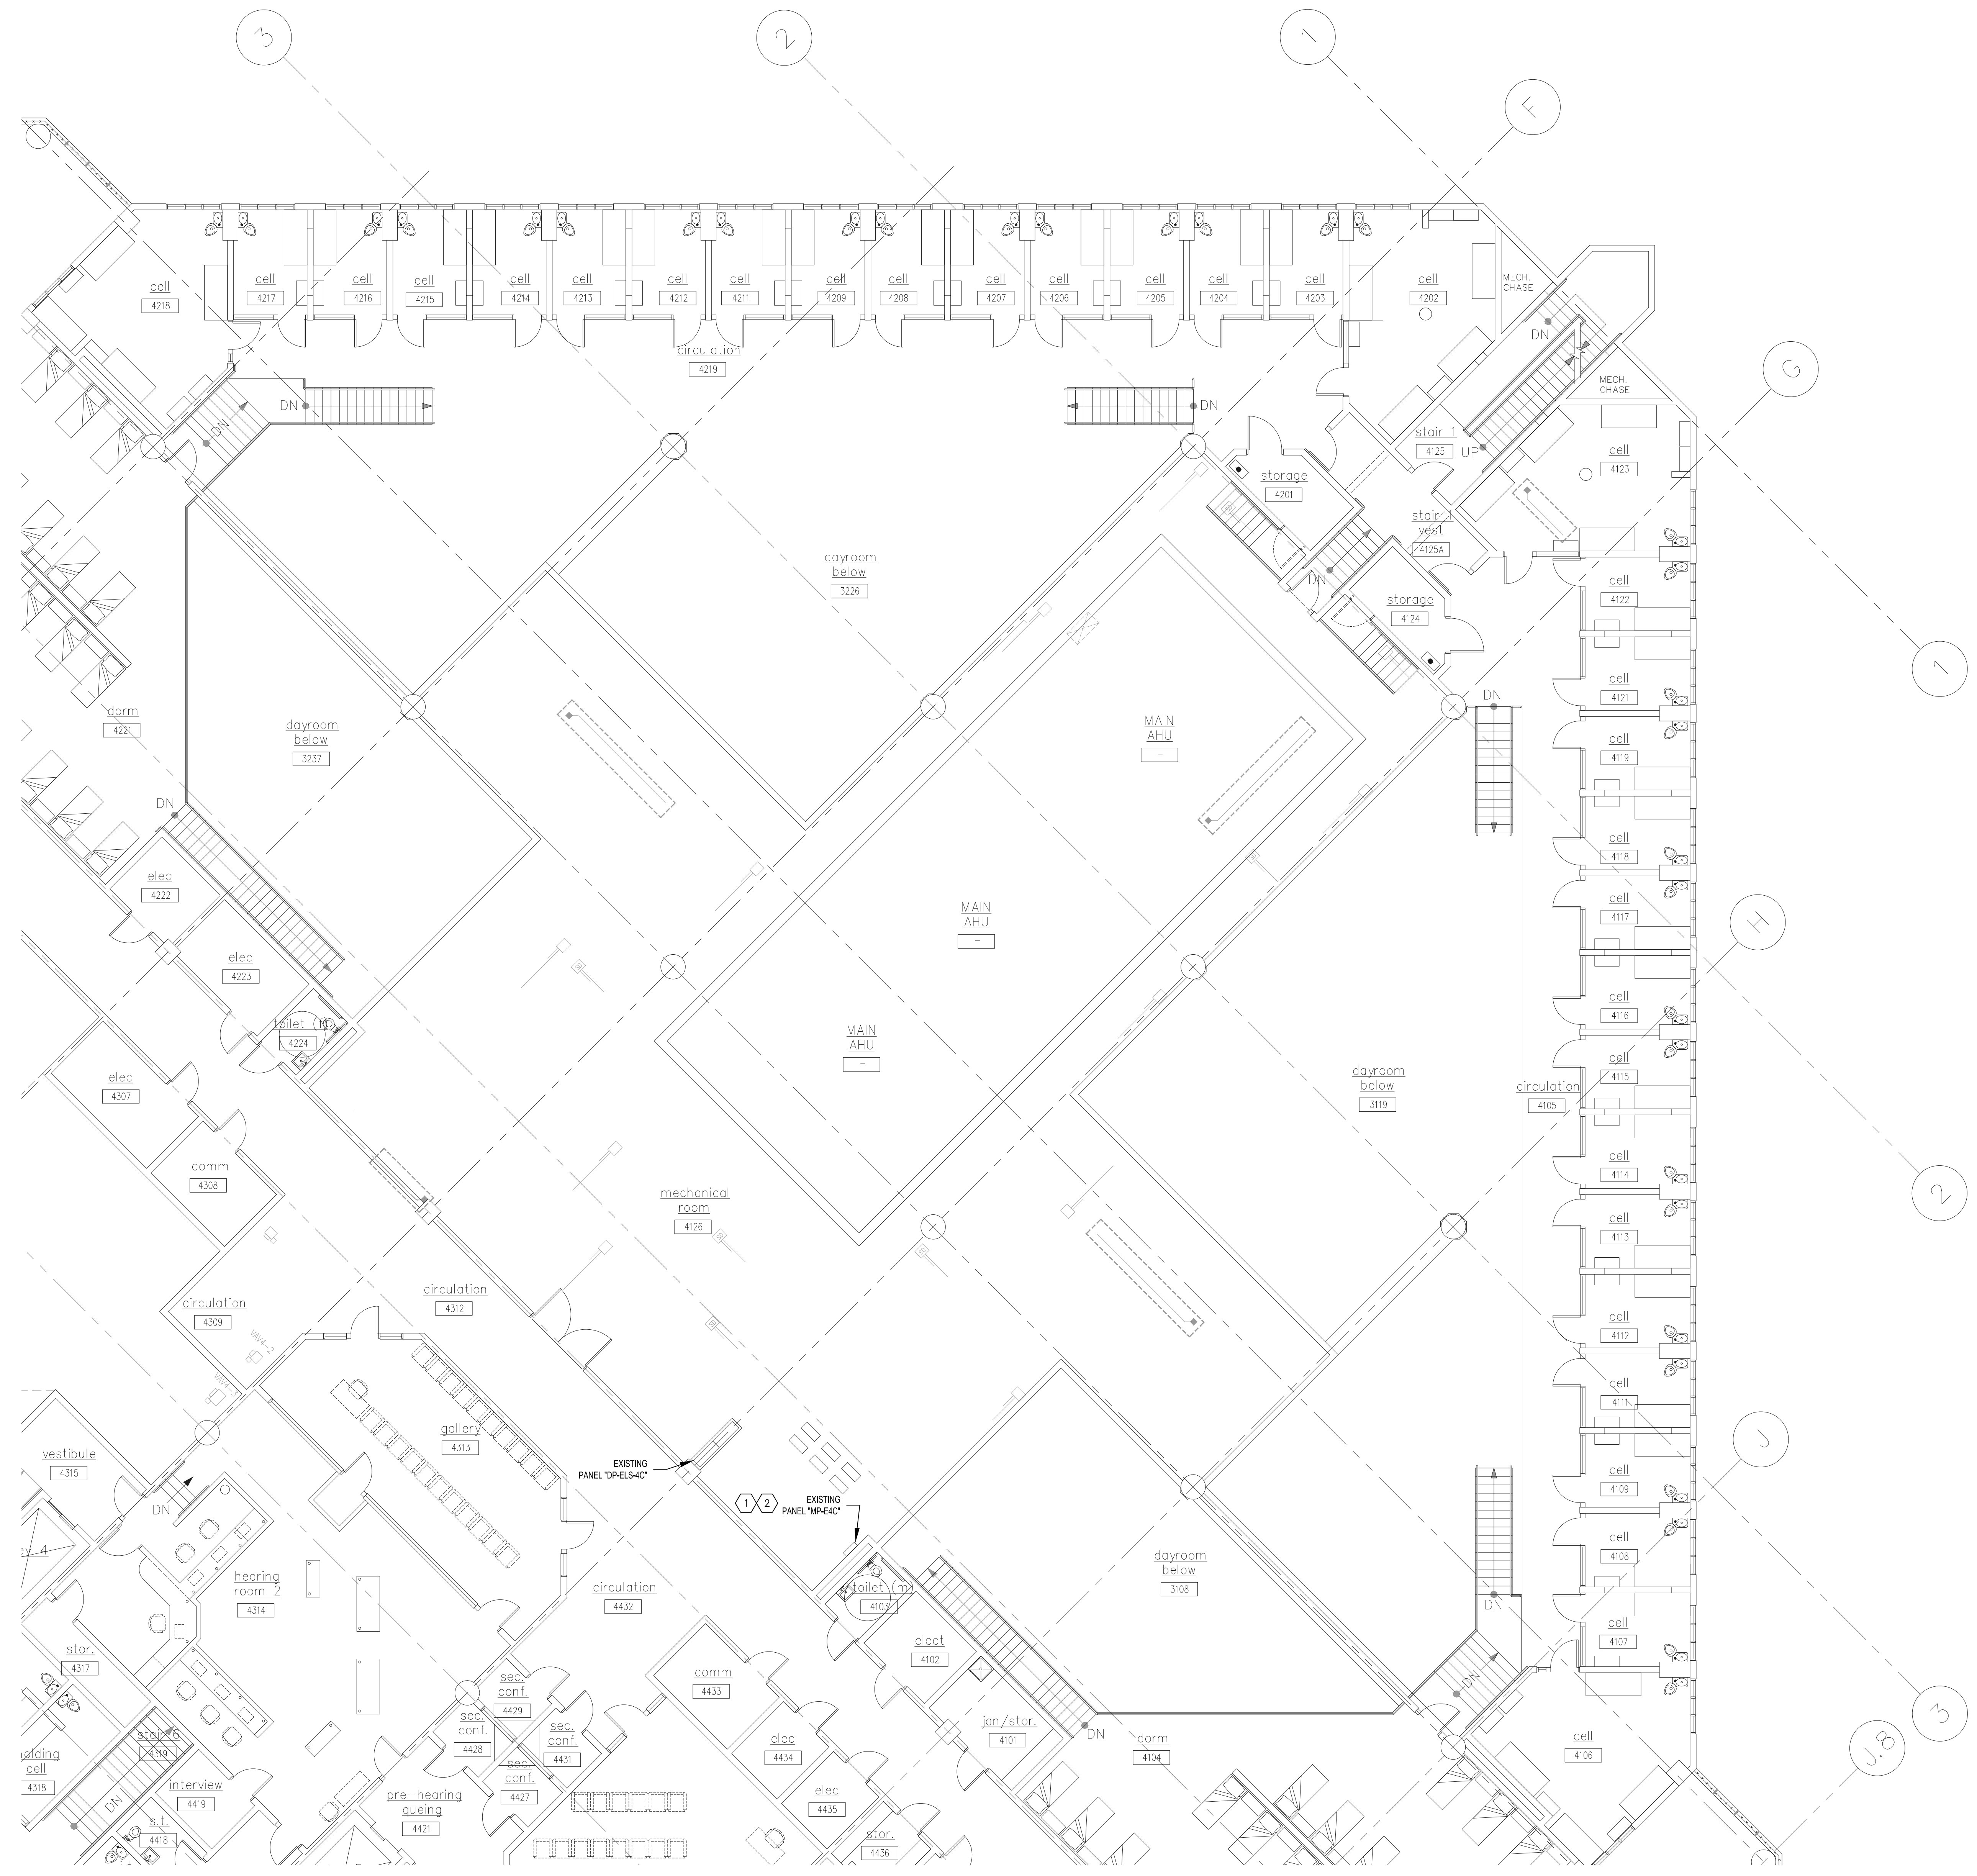 3
2
1
F
G
1
H
2
J
3
J.8
cell
4218
cell
4217
cell
4216
cell
4215
cell
4214
cell
4213
cell
4212
cell
4211
cell
4209
cell
4208
cell
4207
cell
4206
cell
4205
cell
4204
cell
4203
cell
4202
MECH.
CHASE
DN
MECH.
CHASE
circulation
4219
DN
DN
DN
stair 1
4125
UP
cell
4123
storage
4201
stair 1
vest
4125A
DN
storage
4124
dayroom
below
3226
cell
4122
cell
4121
DN
cell
4119
dorm
4221
dayroom
below
3237
MAIN
AHU
-
DN
cell
4118
elec
4222
cell
4117
MAIN
AHU
-
elec
4223
cell
4116
toilet (f)
4224
MAIN
AHU
-
elec
4307
dayroom
below
3119
circulation
4105
cell
4115
comm
4308
mechanical
room
4126
cell
4114
cell
4113
circulation
4309
circulation
4312
VAV4-2
cell
4112
cell
4111
gallery
4313
vestibule
4315
EXISTING
PANEL "DP-ELS-4C"
1
2
EXISTING
PANEL "MP-E4C"
cell
4109
DN
cell
4108
hearing
room 2
4314
circulation
4432
toilet (m)
4103
dayroom
below
3108
DN
cell
4107
elect
4102
stor.
4317
comm
4433
sec.
conf.
4429
sec.
conf.
4428
sec.
conf.
4431
DN
stair 6
4319
jan/stor.
4101
DN
dorm
4104
cell
4106
elec
4434
holding
cell
4318
sec.
conf.
4427
interview
4419
pre-hearing
queing
4421
elec
4435
DN
s.t.
4418
stor.
4436